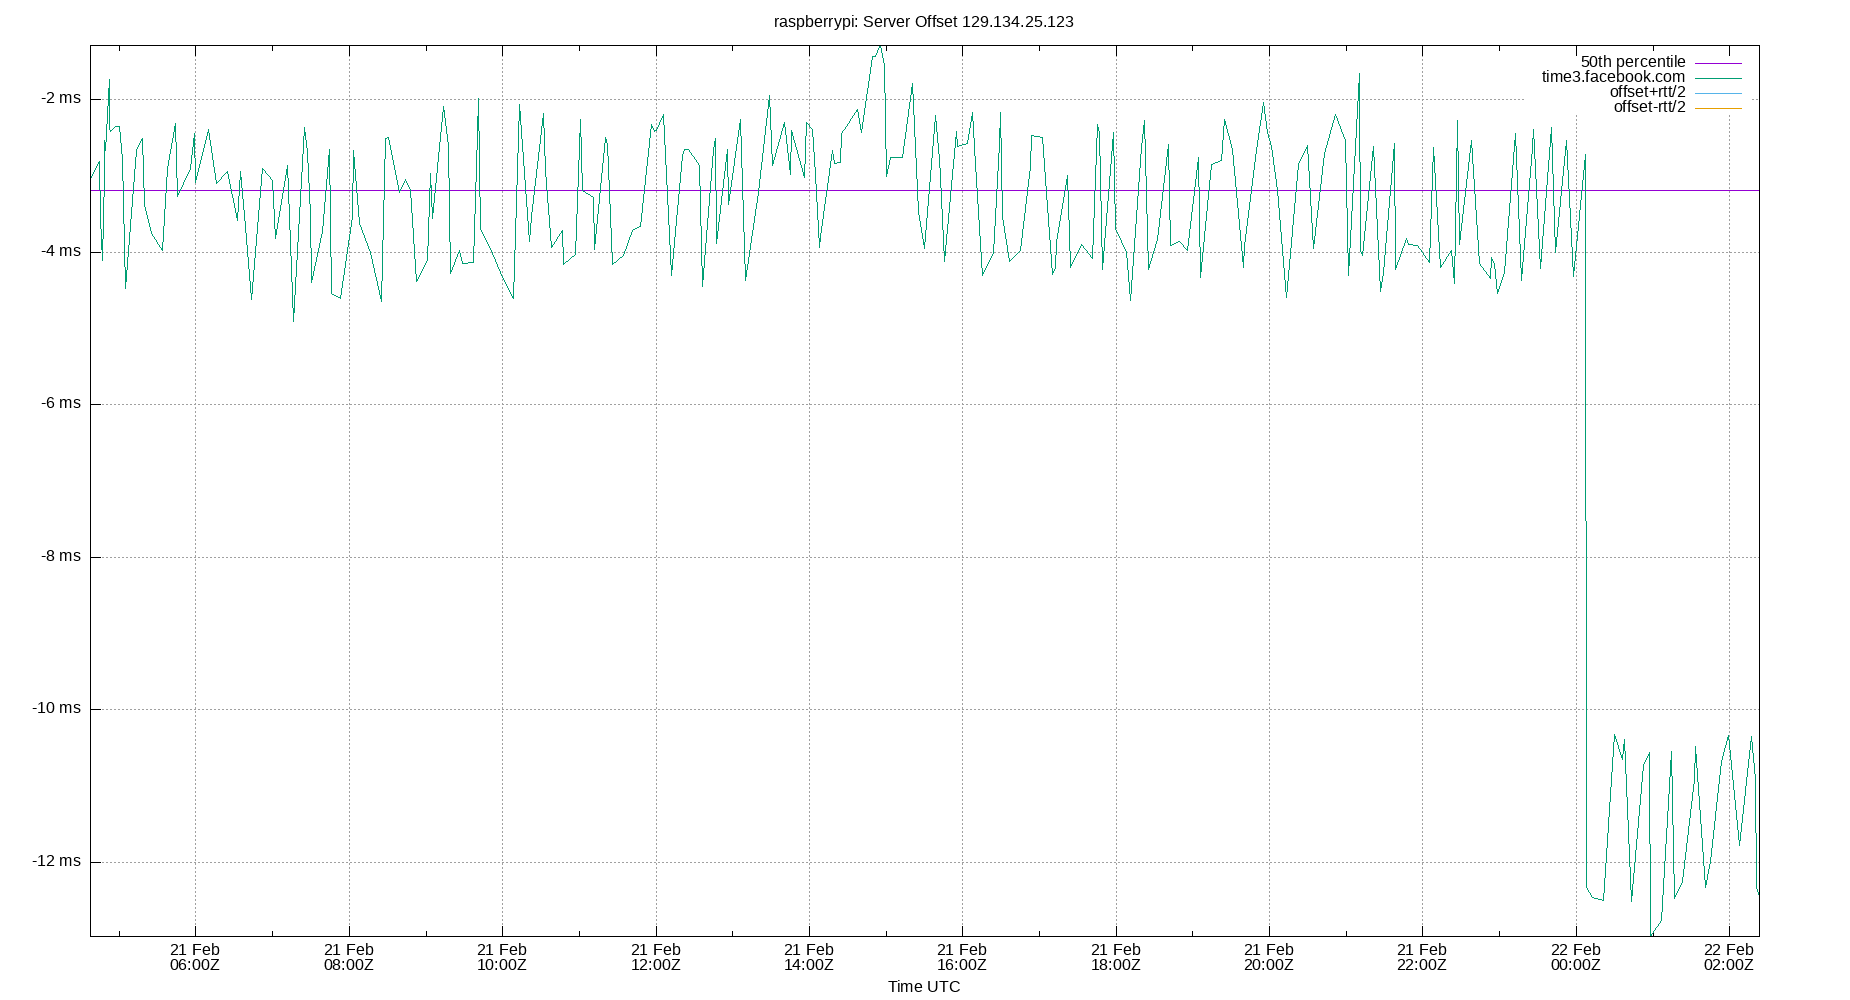 raspberrypi: Server Offset 129.134.25.123
50th percentile
time3.facebook.com
offset+rtt/2
offset-rtt/2
-2 ms
-4 ms
-6 ms
-8 ms
-10 ms
-12 ms
21 Feb 21 Feb 21 Feb 21 Feb 21 Feb 21 Feb 21 Feb 21 Feb 21 Feb 22 Feb 22 Feb
06:00Z 08:00Z 10:00Z 12:00Z 14:00Z 16:00Z 18:00Z 20:00Z 22:00Z 00:00Z 02:00Z
Time UTC